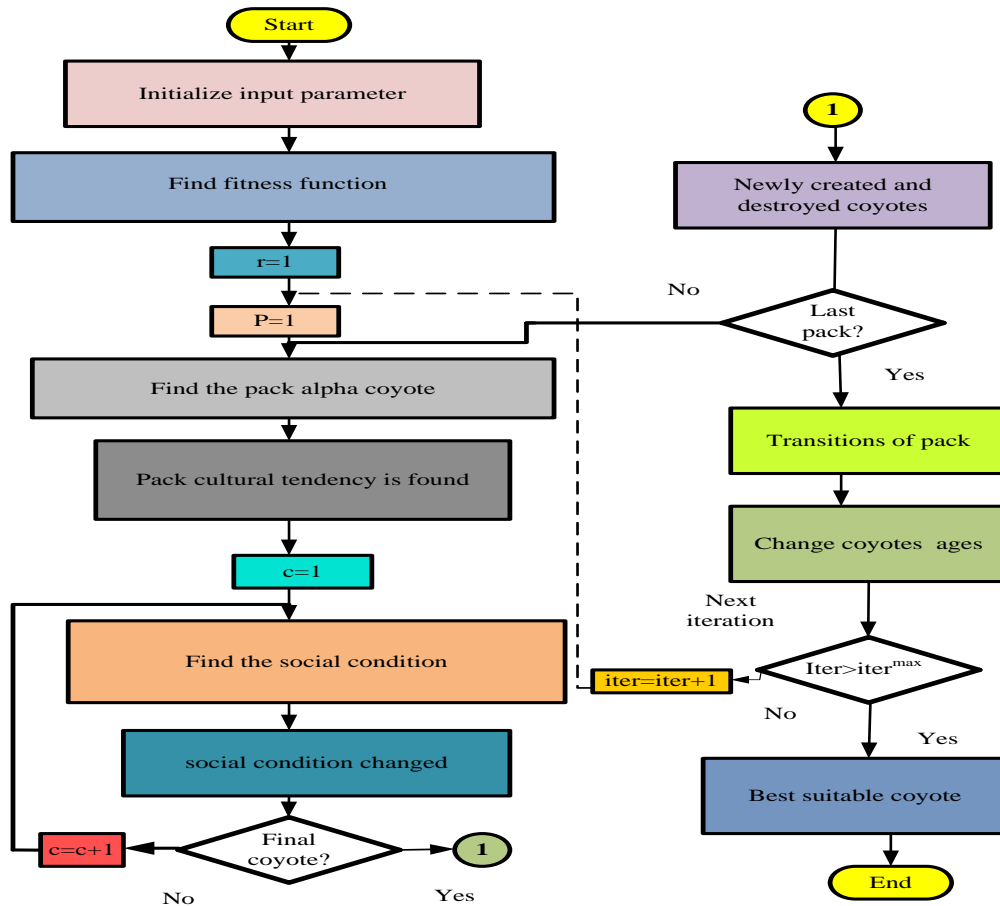 Start
Initialize input parameter
Find fitness function
r=1
P=1
Find the pack alpha coyote
Pack cultural tendency is found
c=1
Find the social condition
social condition changed
Final
coyote?
c=c+1
No
Yes
1
1
Newly created and
destroyed coyotes
Last
pack?
No
Yes
Transitions of pack
Change coyotes ages
Next
iteration
Iter>iter^max
iter=iter+1
No
Yes
Best suitable coyote
End